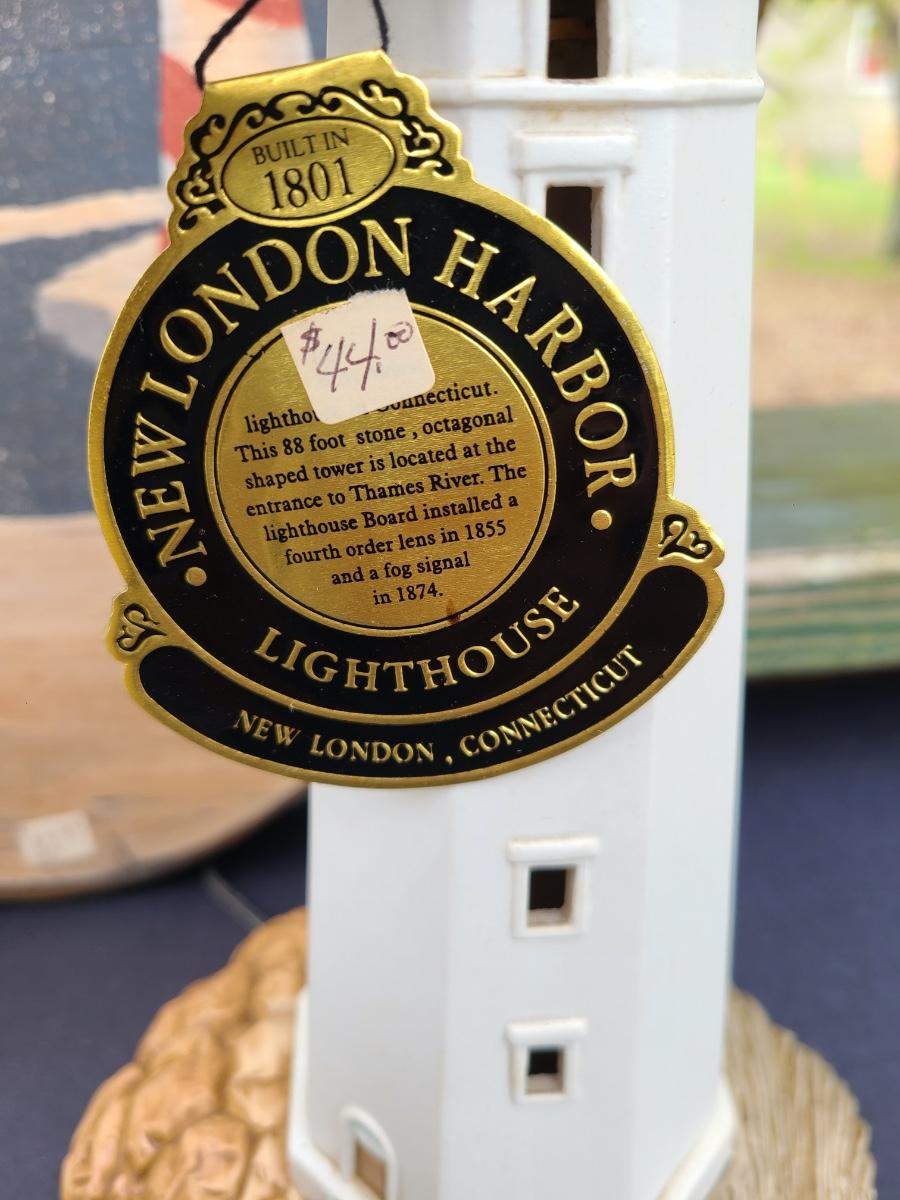 BUILT IN
1801
NEW LONDON HARBOR
$44.00
Connecticut.
This 88 foot stone, octagonal
shaped tower is located at the
entrance to Thames River. The
lighthouse Board installed a
fourth order lens in 1855
and a fog signal
in 1874.
LIGHTHOUSE
NEW LONDON, CONNECTICUT